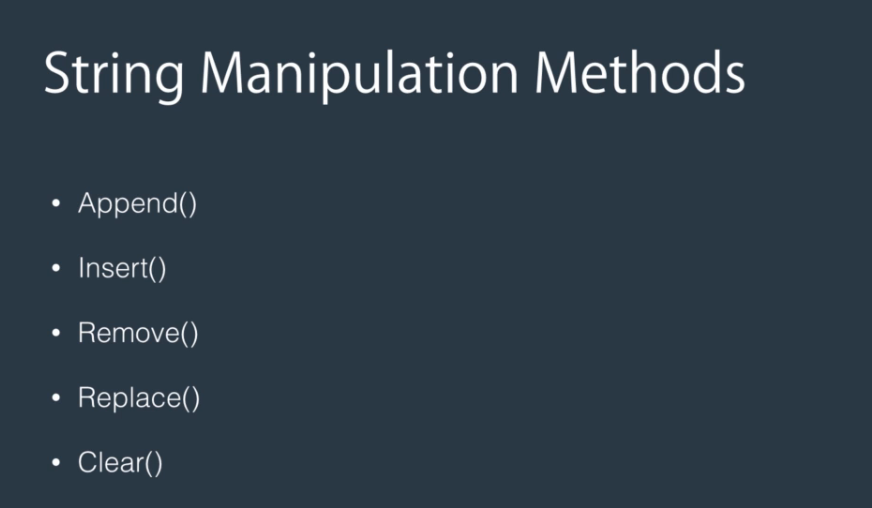 String Manipulation Methods
• Append()
• Insert()
• Remove()
• Replace()
• Clear()